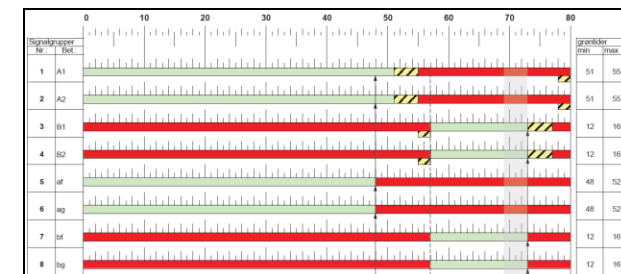 0 10 20 30 40 50 60 70 80
Signalgrupper grøntider
Nr.: Bet.: min max
1 A1 51 55
2 A2 51 55
3 B1 12 16
4 B2 12 16
5 af 48 52
6 ag 48 52
7 bf 12 16
8 bg 12 16